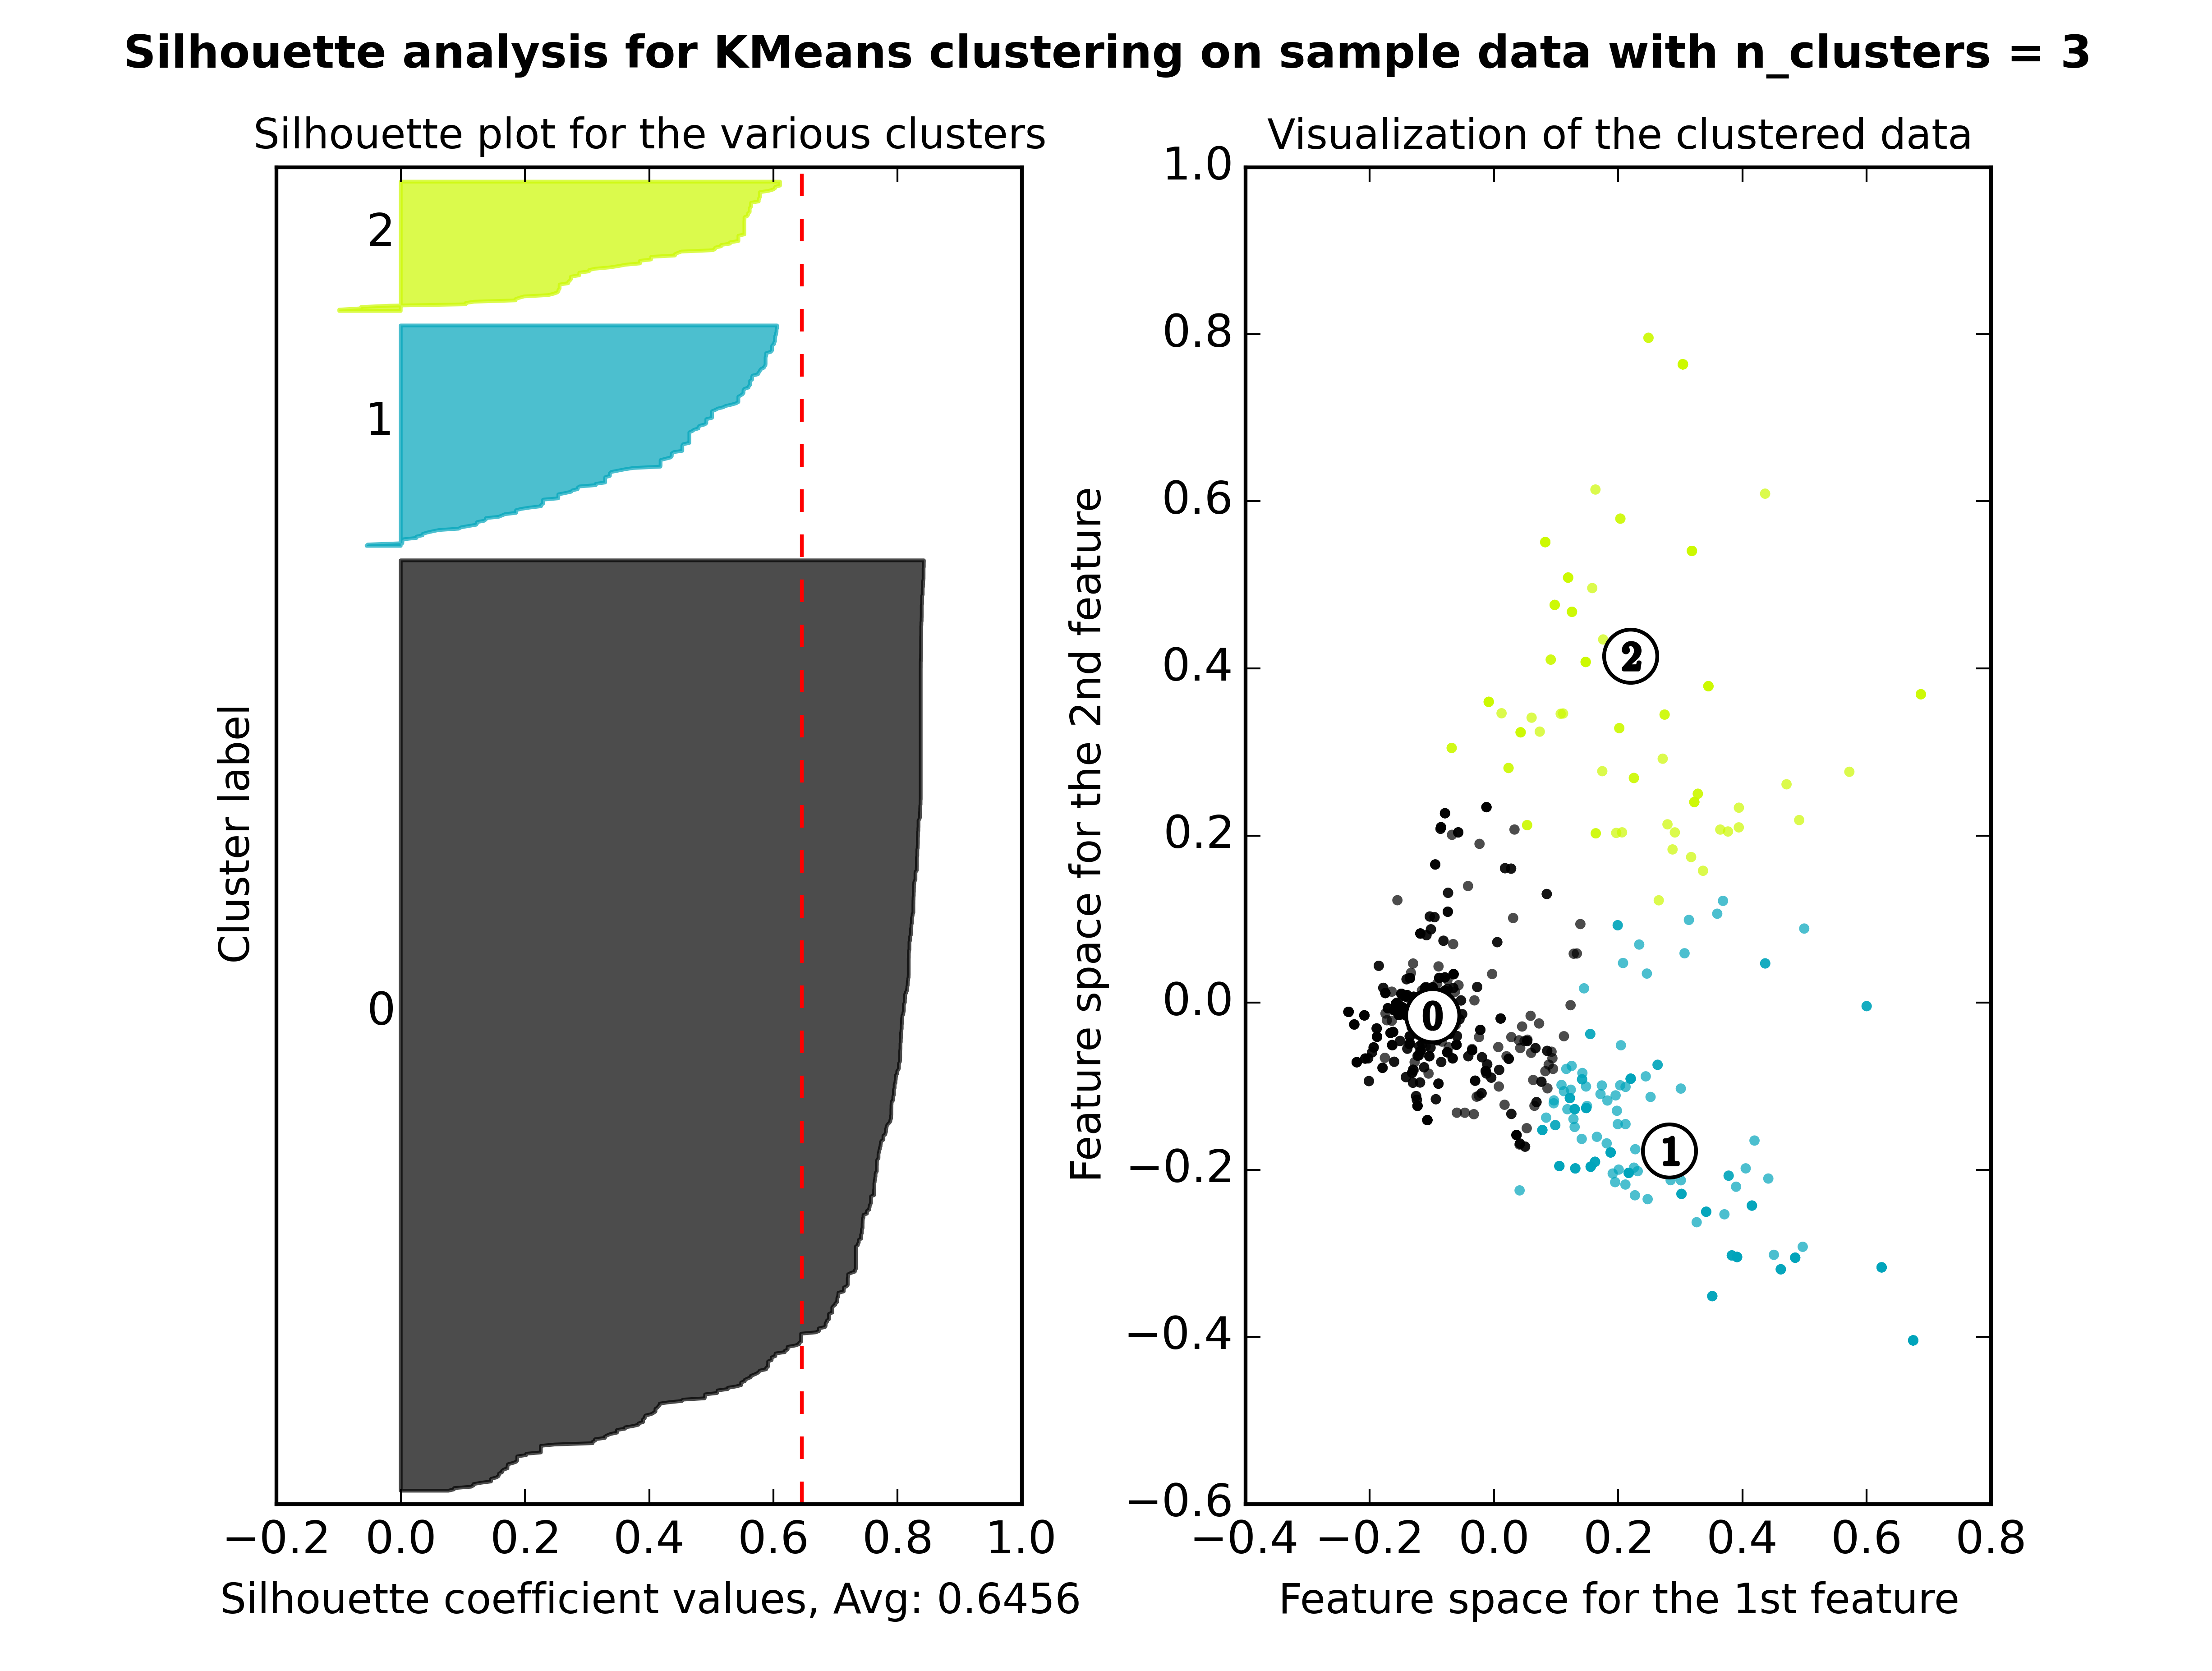 Silhouette analysis for KMeans clustering on sample data with n_clusters = 3
Silhouette plot for the various clusters
2
1
0
Cluster label
−0.2 0.0 0.2 0.4 0.6 0.8 1.0
Silhouette coefficient values, Avg: 0.6456
Visualization of the clustered data
1.0
0.8
0.6
0.4
0.2
0.0
−0.2
−0.4
−0.6
Feature space for the 2nd feature
2
0
1
−0.4 −0.2 0.0 0.2 0.4 0.6 0.8
Feature space for the 1st feature